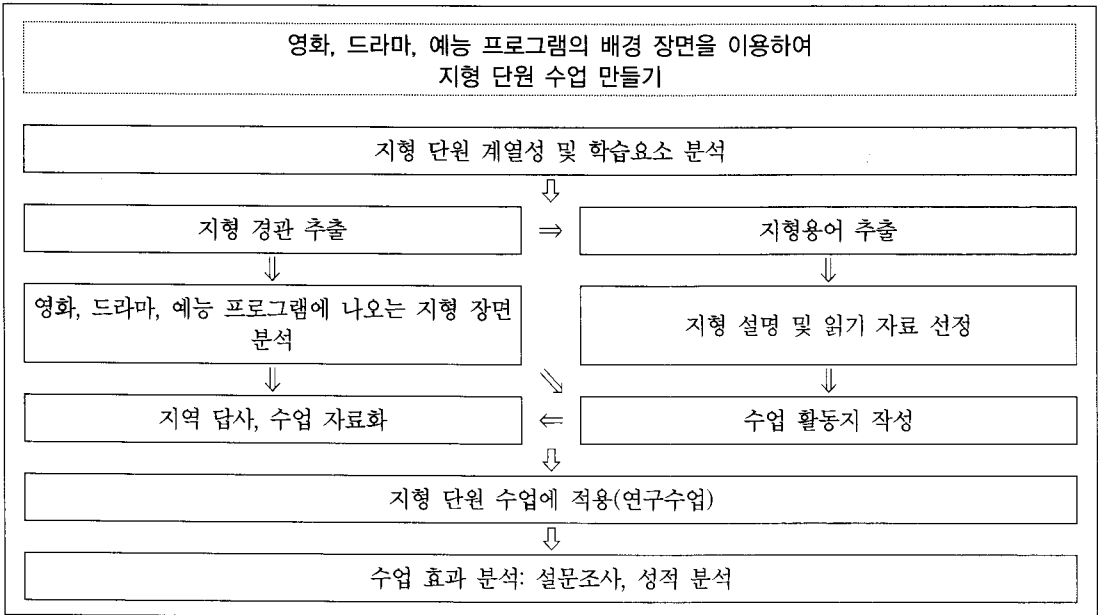 영화, 드라마, 예능 프로그램의 배경 장면을 이용하여
지형 단원 수업 만들기
지형 단원 계열성 및 학습요소 분석
⇩
지형 경관 추출 ⇒ 지형용어 추출
⇓ ⇓
영화, 드라마, 예능 프로그램에 나오는 지형 장면
분석
지형 설명 및 읽기 자료 선정
⇓ ⇘ ⇓
지역 답사, 수업 자료화 ⇐ 수업 활동지 작성
⇩
지형 단원 수업에 적용(연구수업)
⇩
수업 효과 분석: 설문조사, 성적 분석